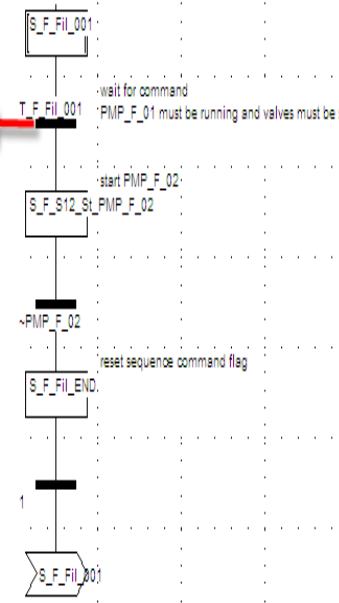 S_F_Fil_001
wait for command
T_F_Fil_001
PMP_F_01 must be running and valves must be
start PMP_F_02
S_F_S12_St_PMP_F_02
~PMP_F_02
reset sequence command flag
S_F_Fil_END
1
S_F_Fil_001